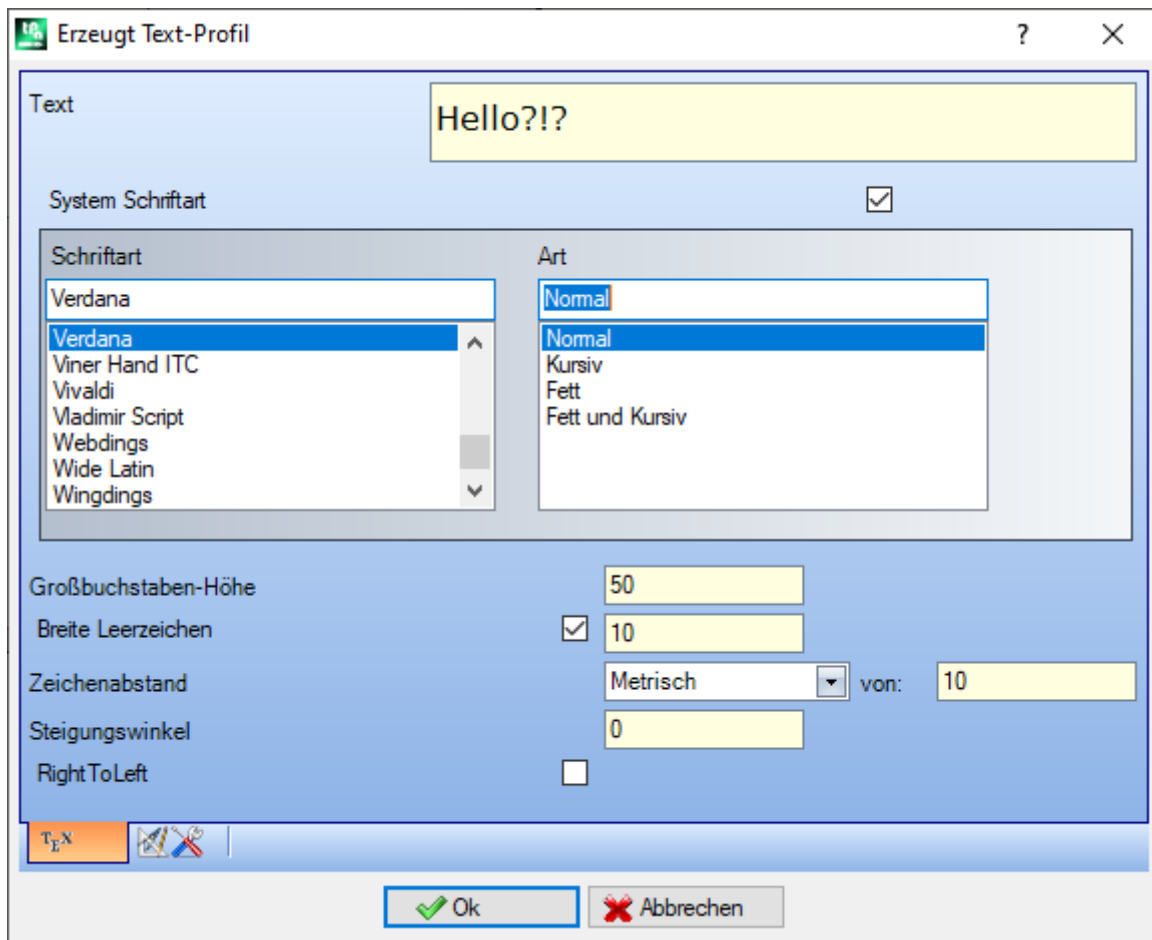 Erzeugt Text-Profil
Text
Hello?!?
System Schriftart
Schriftart
Art
Verdana
Normal
Verdana
Viner Hand ITC
Vivaldi
Vladimir Script
Webdings
Wide Latin
Wingdings
Normal
Kursiv
Fett
Fett und Kursiv
Großbuchstaben-Höhe 50
Breite Leerzeichen 10
Zeichenabstand Metrisch von: 10
Steigungswinkel 0
RightToLeft
TEX
Ok Abbrechen